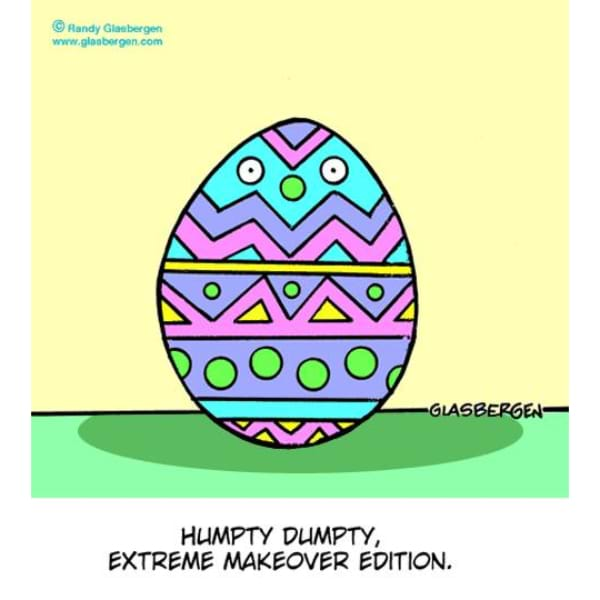 © Randy Glasbergen
www.glasbergen.com
GLASBERGEN
HUMPTY DUMPTY,
EXTREME MAKEOVER EDITION.